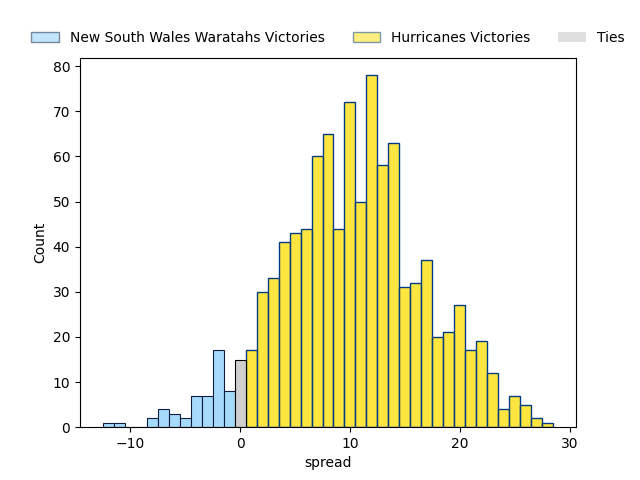 New South Wales Waratahs Victories Hurricanes Victories Ties
80
70
60
50
40
30
20
10
0
Count
−10 0 10 20 30
spread